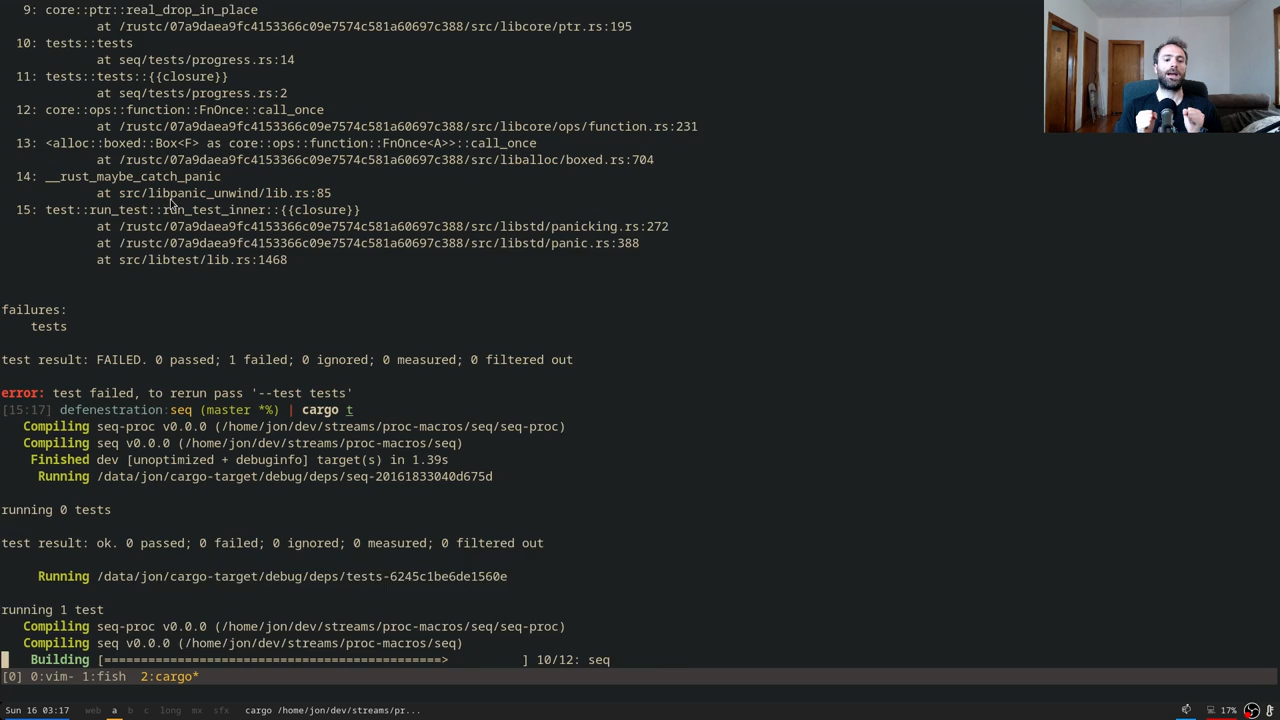 9: core::ptr::real_drop_in_place
at /rustc/07a9daea9fc4153366c09e7574c581a60697c388/src/libcore/ptr.rs:195
10: tests::tests
at seq/tests/progress.rs:14
11: tests::tests::{{closure}}
at seq/tests/progress.rs:2
12: core::ops::function::FnOnce::call_once
at /rustc/07a9daea9fc4153366c09e7574c581a60697c388/src/libcore/ops/function.rs:231
13: <alloc::boxed::Box<F> as core::ops::function::FnOnce<A>>::call_once
at /rustc/07a9daea9fc4153366c09e7574c581a60697c388/src/liballoc/boxed.rs:704
14: __rust_maybe_catch_panic
at src/libpanic_unwind/lib.rs:85
15: test::run_test::run_test_inner::{{closure}}
at /rustc/07a9daea9fc4153366c09e7574c581a60697c388/src/libstd/panicking.rs:272
at /rustc/07a9daea9fc4153366c09e7574c581a60697c388/src/libstd/panic.rs:388
at src/libtest/lib.rs:1468
failures:
tests
test result: FAILED. 0 passed; 1 failed; 0 ignored; 0 measured; 0 filtered out
error: test failed, to rerun pass '--test tests'
[15:17] defenestration:seq (master *%) | cargo t
Compiling seq-proc v0.0.0 (/home/jon/dev/streams/proc-macros/seq/seq-proc)
Compiling seq v0.0.0 (/home/jon/dev/streams/proc-macros/seq)
Finished dev [unoptimized + debuginfo] target(s) in 1.39s
Running /data/jon/cargo-target/debug/deps/seq-20161833040d675d
running 0 tests
test result: ok. 0 passed; 0 failed; 0 ignored; 0 measured; 0 filtered out
Running /data/jon/cargo-target/debug/deps/tests-6245c1be6de1560e
running 1 test
Compiling seq-proc v0.0.0 (/home/jon/dev/streams/proc-macros/seq/seq-proc)
Compiling seq v0.0.0 (/home/jon/dev/streams/proc-macros/seq)
Building [==============================================>          ] 10/12: seq
[0] 0:vim- 1:fish 2:cargo*
Sun 16 03:17 web a b c long mx sfx cargo /home/jon/dev/streams/pr... 17%